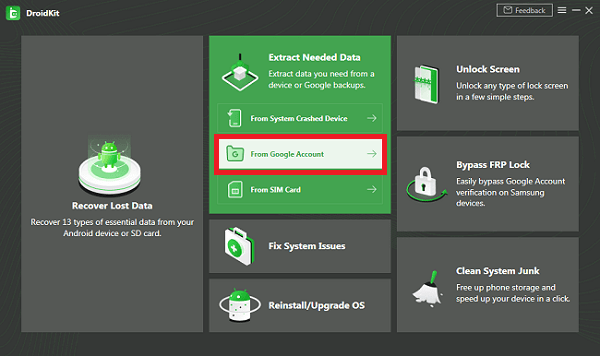 DroidKit
Feedback
Recover Lost Data
Recover 13 types of essential data from your
Android device or SD card.
Extract Needed Data
Extract data you need from a
device or Google backups.
From System Crashed Device
From Google Account
From SIM Card
Fix System Issues
Reinstall/Upgrade OS
Unlock Screen
Unlock any type of lock screen in
a few simple steps.
Bypass FRP Lock
Easily bypass Google Account
verification on Samsung
devices.
Clean System Junk
Free up phone storage and
speed up your device in a click.